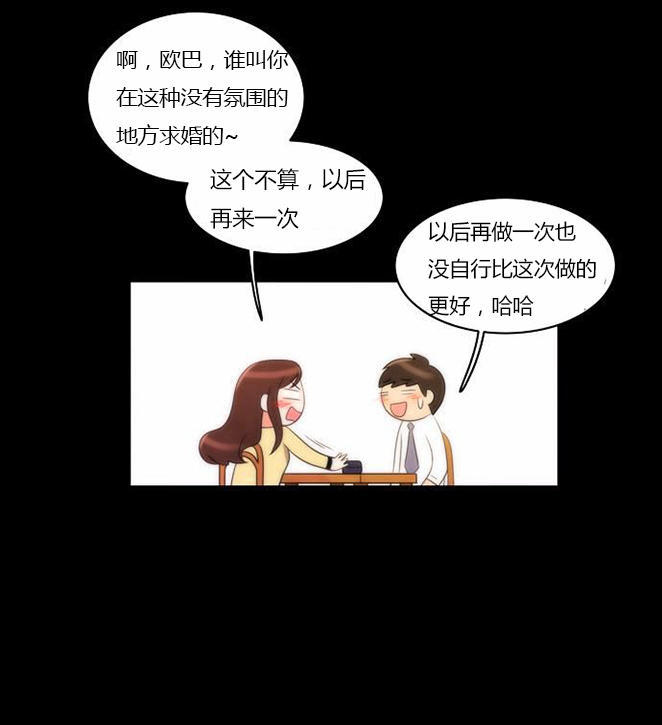 啊，欧巴，谁叫你
在这种没有氛围的
地方求婚的~
这个不算，以后
再来一次
以后再做一次也
没自行比这次做的
更好，哈哈